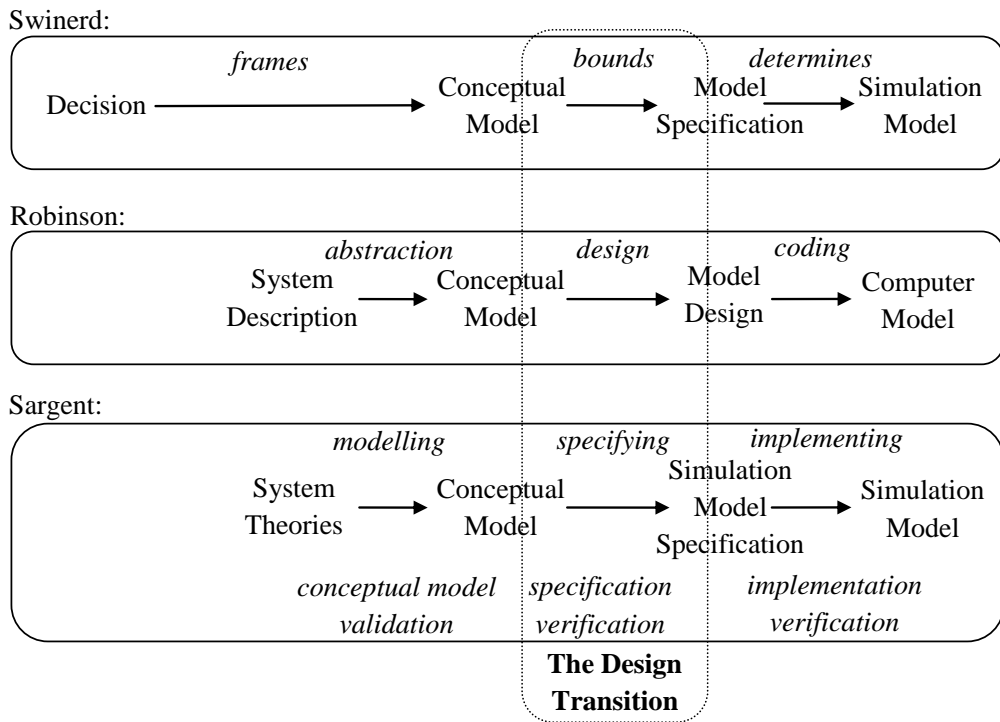 Swinerd:
frames bounds determines
Decision Conceptual Model Model Specification Simulation Model
Robinson:
abstraction design coding
System Description Conceptual Model Model Design Computer Model
Sargent:
modelling specifying implementing
System Theories Conceptual Model Simulation Model Specification Simulation Model
conceptual model validation specification verification implementation verification
The Design
Transition